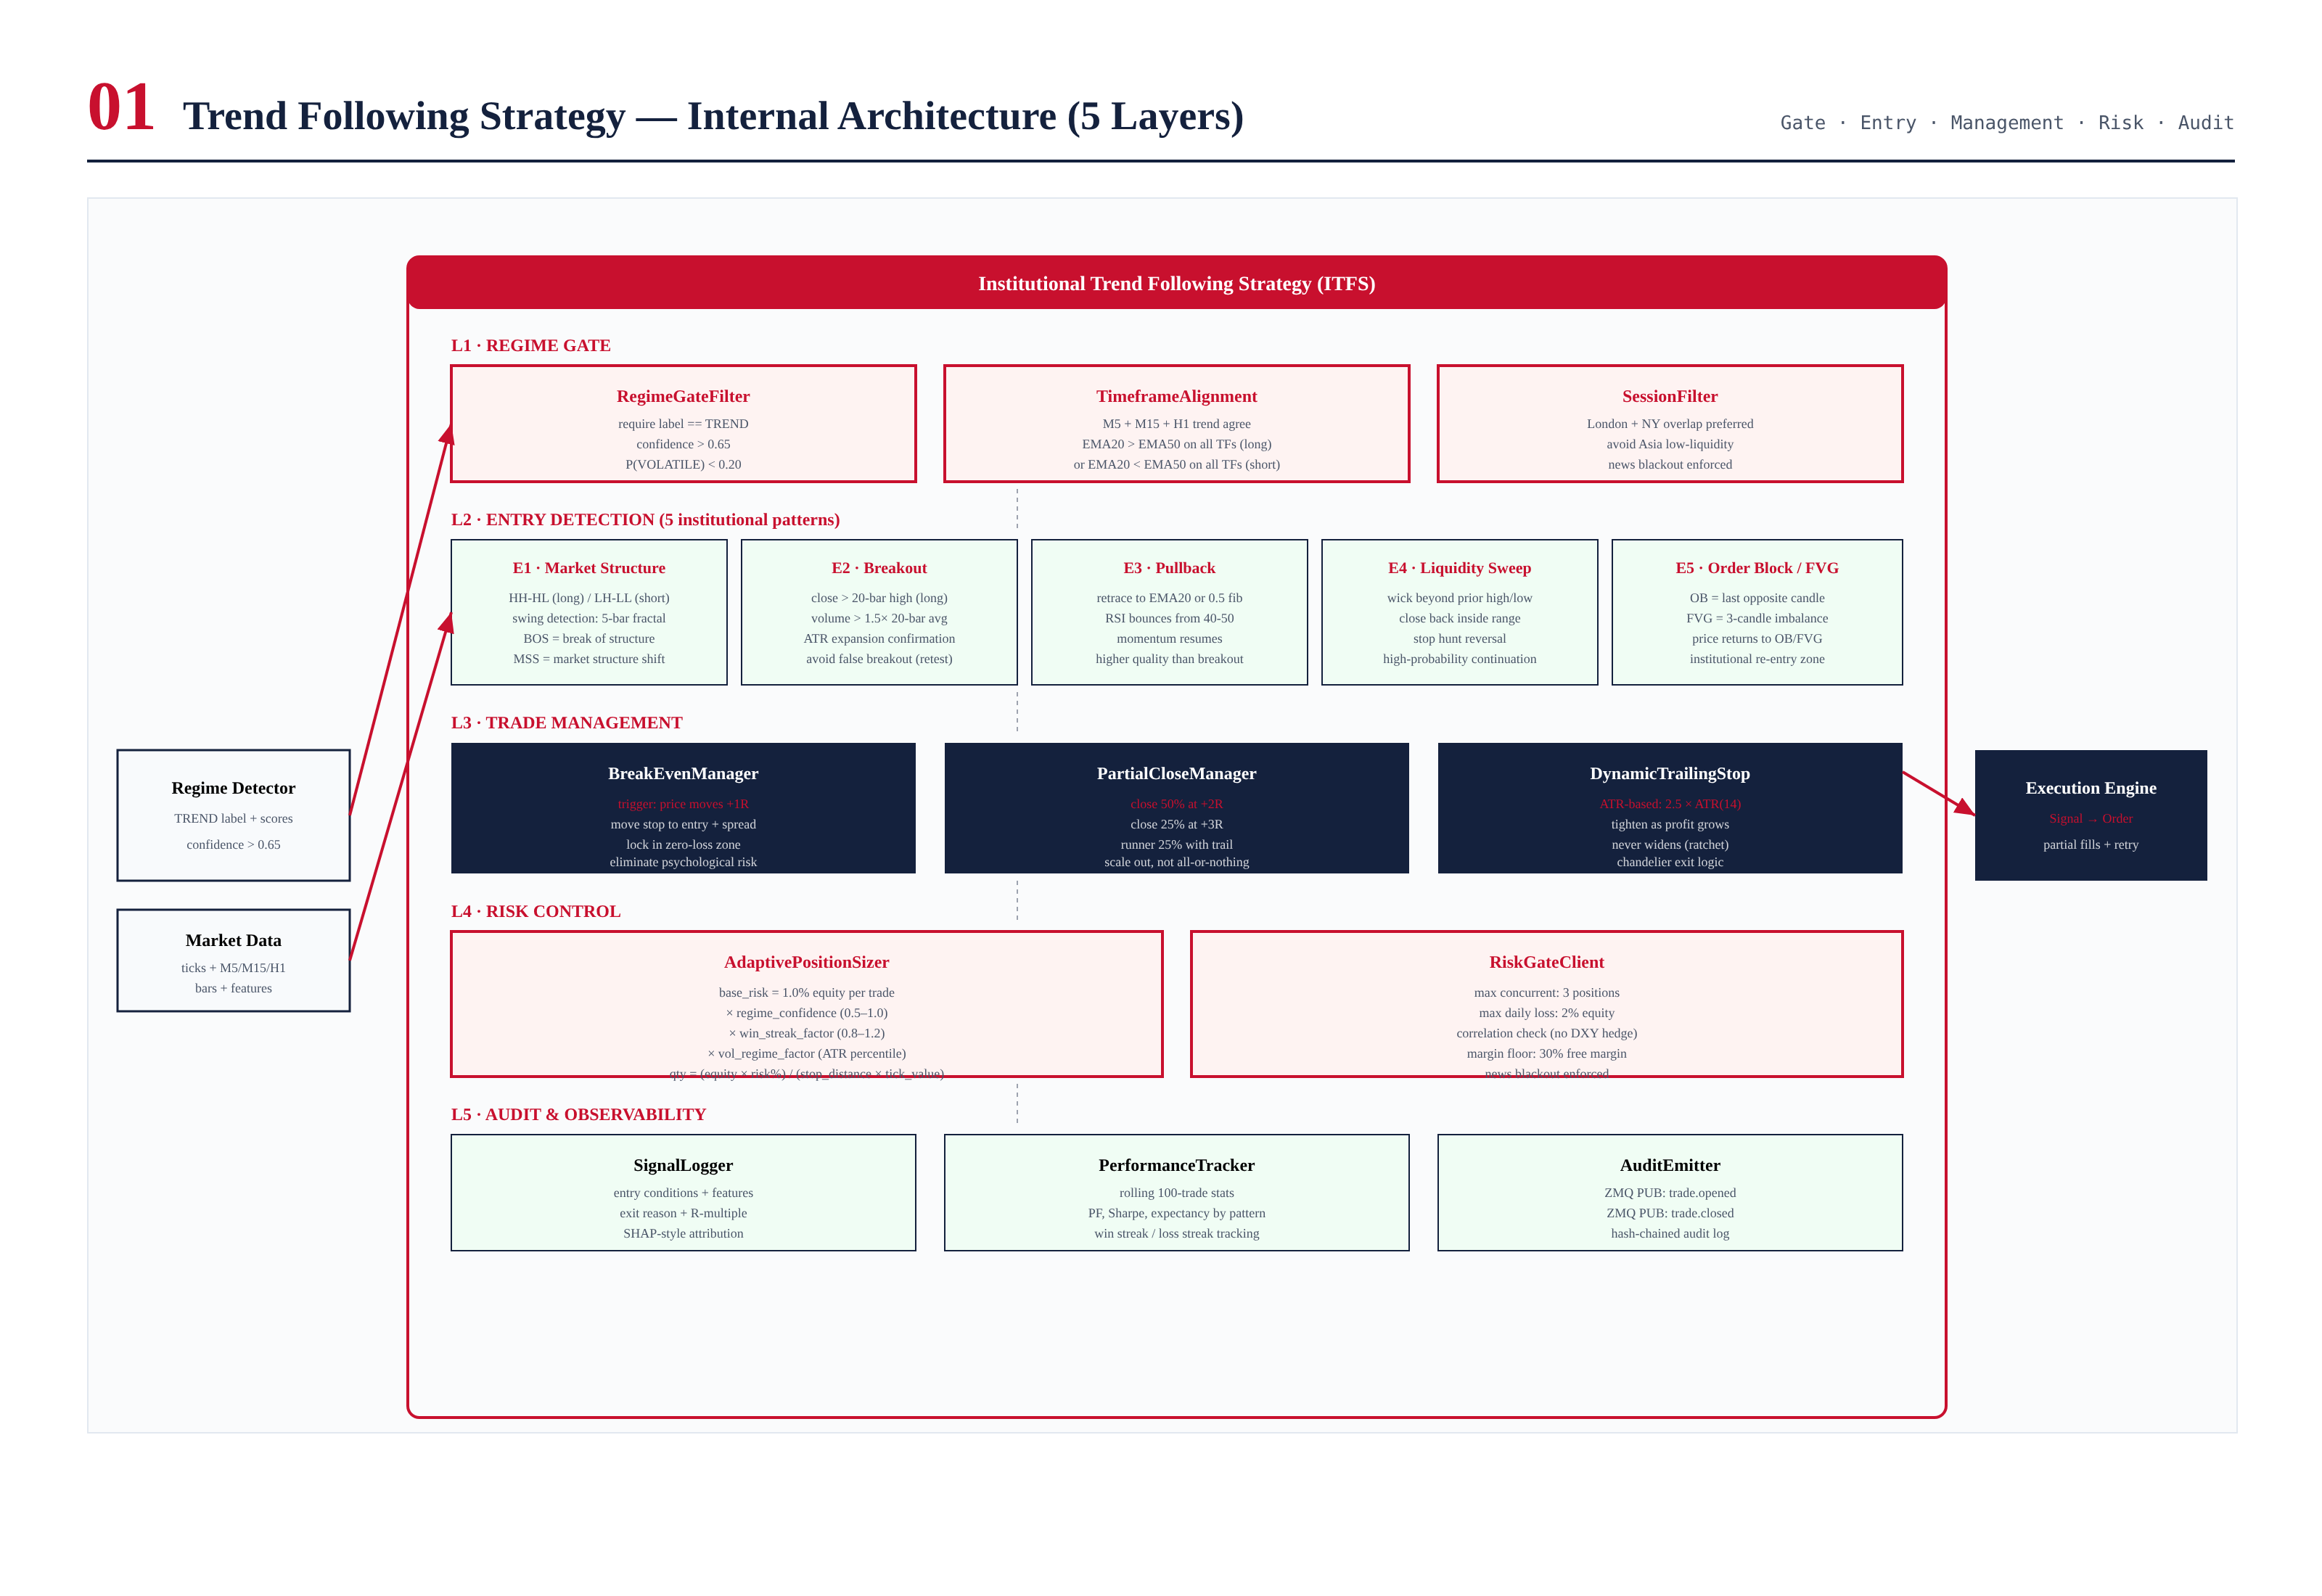 01 Trend Following Strategy — Internal Architecture (5 Layers)
Gate · Entry · Management · Risk · Audit
Institutional Trend Following Strategy (ITFS)
L1 · REGIME GATE
RegimeGateFilter
require label == TREND
confidence > 0.65
P(VOLATILE) < 0.20
TimeframeAlignment
M5 + M15 + H1 trend agree
EMA20 > EMA50 on all TFs (long)
or EMA20 < EMA50 on all TFs (short)
SessionFilter
London + NY overlap preferred
avoid Asia low-liquidity
news blackout enforced
L2 · ENTRY DETECTION (5 institutional patterns)
E1 · Market Structure
HH-HL (long) / LH-LL (short)
swing detection: 5-bar fractal
BOS = break of structure
MSS = market structure shift
E2 · Breakout
close > 20-bar high (long)
volume > 1.5× 20-bar avg
ATR expansion confirmation
avoid false breakout (retest)
E3 · Pullback
retrace to EMA20 or 0.5 fib
RSI bounces from 40-50
momentum resumes
higher quality than breakout
E4 · Liquidity Sweep
wick beyond prior high/low
close back inside range
stop hunt reversal
high-probability continuation
E5 · Order Block / FVG
OB = last opposite candle
FVG = 3-candle imbalance
price returns to OB/FVG
institutional re-entry zone
L3 · TRADE MANAGEMENT
BreakEvenManager
trigger: price moves +1R
move stop to entry + spread
lock in zero-loss zone
eliminate psychological risk
PartialCloseManager
close 50% at +2R
close 25% at +3R
runner 25% with trail
scale out, not all-or-nothing
DynamicTrailingStop
ATR-based: 2.5 × ATR(14)
tighten as profit grows
never widens (ratchet)
chandelier exit logic
Regime Detector
TREND label + scores
confidence > 0.65
Market Data
ticks + M5/M15/H1
bars + features
Execution Engine
Signal → Order
partial fills + retry
L4 · RISK CONTROL
AdaptivePositionSizer
base_risk = 1.0% equity per trade
× regime_confidence (0.5–1.0)
× win_streak_factor (0.8–1.2)
× vol_regime_factor (ATR percentile)
qty = (equity × risk%) / (stop_distance × tick_value)
RiskGateClient
max concurrent: 3 positions
max daily loss: 2% equity
correlation check (no DXY hedge)
margin floor: 30% free margin
news blackout enforced
L5 · AUDIT & OBSERVABILITY
SignalLogger
entry conditions + features
exit reason + R-multiple
SHAP-style attribution
PerformanceTracker
rolling 100-trade stats
PF, Sharpe, expectancy by pattern
win streak / loss streak tracking
AuditEmitter
ZMQ PUB: trade.opened
ZMQ PUB: trade.closed
hash-chained audit log